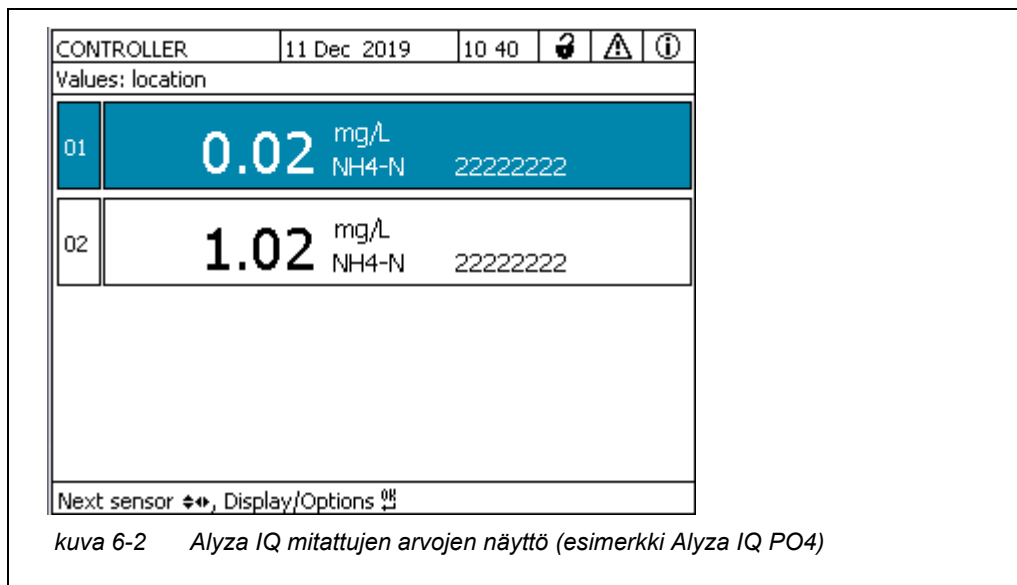 CONTROLLER 11 Dec 2019 10 40
Values: location
01 0.02 mg/L NH4-N 22222222
02 1.02 mg/L NH4-N 22222222
Next sensor, Display/Options OK
kuva 6-2 Alyza IQ mitattujen arvojen näyttö (esimerkki Alyza IQ PO4)